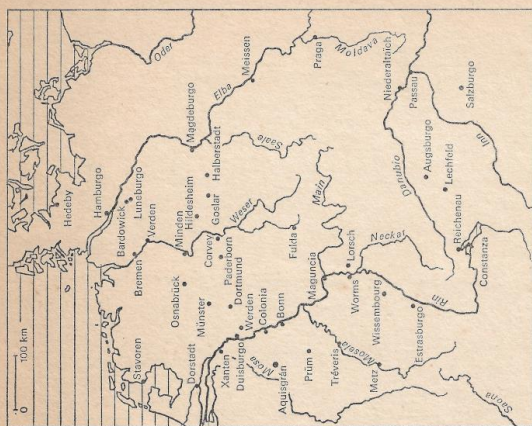 0 100 km
Hedeby
Stavoren
Hamburgo
Bardowick
Luneburgo
Bremen
Verden
Oder
Osnabrück
Minden
Hildesheim
Magdeburgo
Münster
Corvey
Goslar
Halberstadt
Dorstadt
Paderborn
Weser
Saale
Elba
Meissen
Xanten
Dortmund
Duisburgo
Werden
Colonia
Bonn
Fulda
Mosa
Aquisgrán
Prüm
Maguncia
Main
Praga
Moldava
Tréveris
Lorsch
Worms
Mosela
Metz
Wissembourg
Neckar
Estrasburgo
Rin
Danubio
Niederaltaich
Passau
Augsburgo
Lechfeld
Reichenau
Constanza
Inn
Salzburgo
Saona